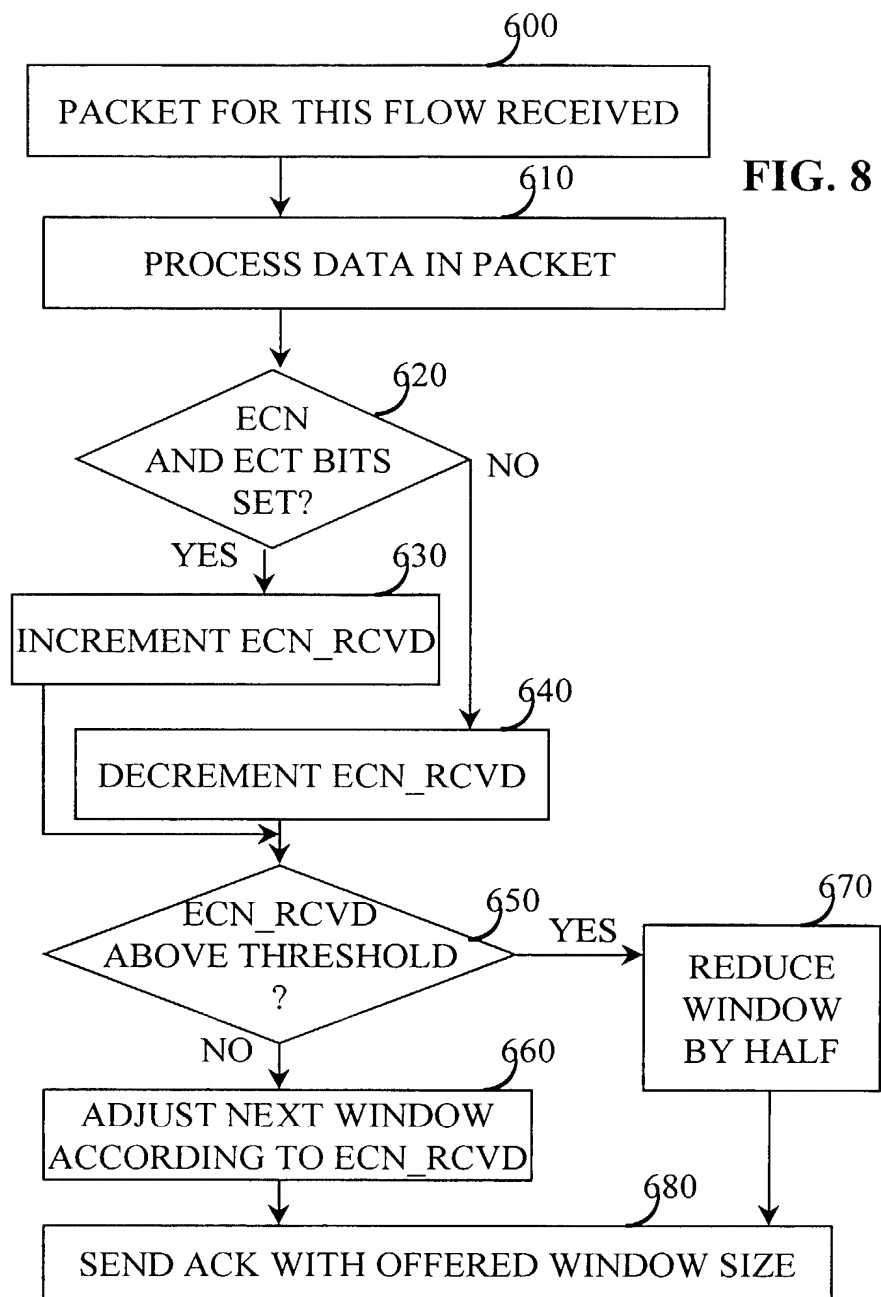 600
PACKET FOR THIS FLOW RECEIVED
FIG. 8
610
PROCESS DATA IN PACKET
620
ECN
AND ECT BITS
SET?
NO
YES
630
INCREMENT ECN_RCVD
640
DECREMENT ECN_RCVD
650
ECN_RCVD
ABOVE THRESHOLD
?
YES
670
REDUCE
WINDOW
BY HALF
NO
660
ADJUST NEXT WINDOW
ACCORDING TO ECN_RCVD
680
SEND ACK WITH OFFERED WINDOW SIZE